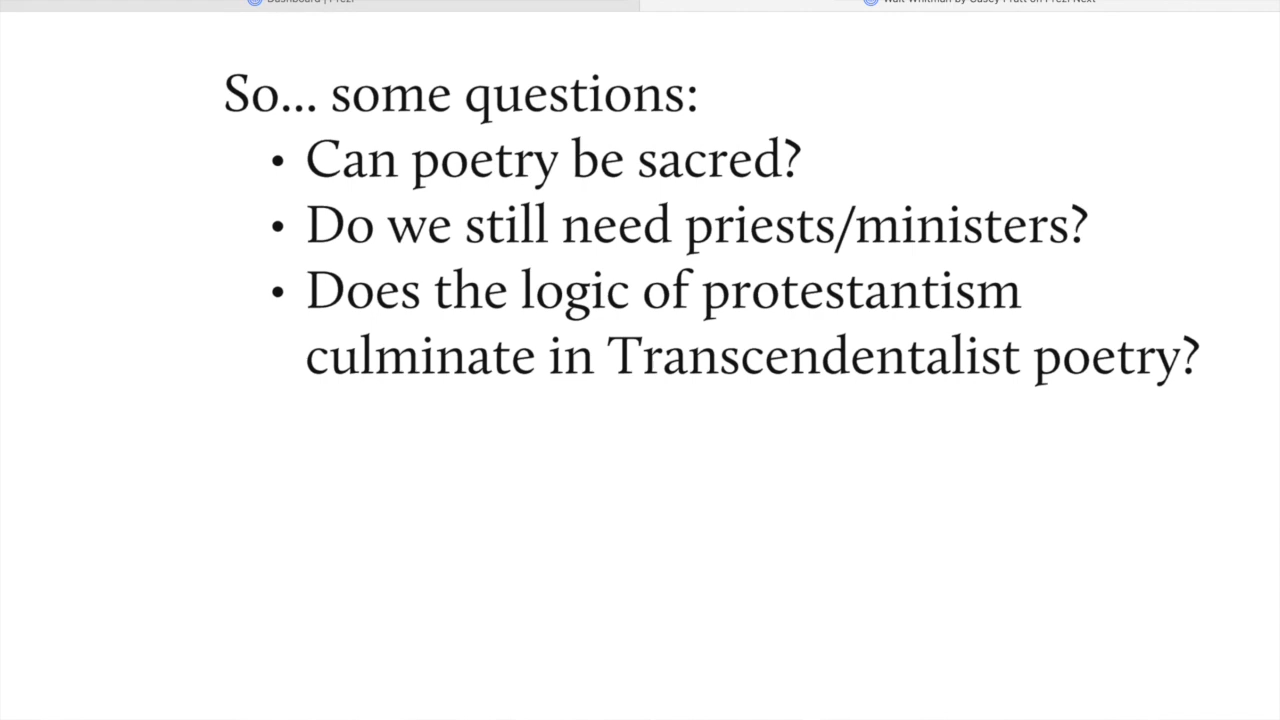 So... some questions:
• Can poetry be sacred?
• Do we still need priests/ministers?
• Does the logic of protestantism
culminate in Transcendentalist poetry?